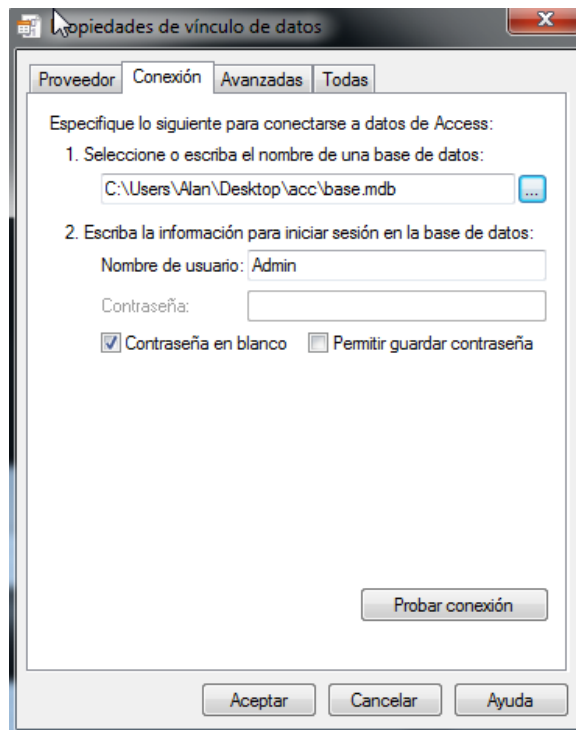 opiedades de vínculo de datos
Proveedor Conexión Avanzadas Todas
Especifique lo siguiente para conectarse a datos de Access:
1. Seleccione o escriba el nombre de una base de datos:
C:\Users\Alan\Desktop\acc\base.mdb ...
2. Escriba la información para iniciar sesión en la base de datos:
Nombre de usuario: Admin
Contraseña:
Contraseña en blanco Permitir guardar contraseña
Probar conexión
Aceptar Cancelar Ayuda